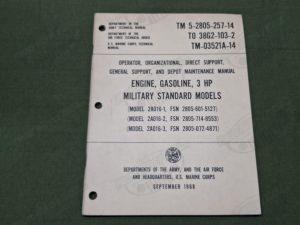 DEPARTMENT OF THE
ARMY TECHNICAL MANUAL
TM 5-2805-257-14
DEPARTMENT OF THE
AIR FORCE TECHNICAL ORDER
TO 38G2-103-2
U.S. MARINE CORPS TECHNICAL
MANUAL
TM-03521A-14
OPERATOR, ORGANIZATIONAL, DIRECT SUPPORT,
GENERAL SUPPORT, AND DEPOT MAINTENANCE MANUAL
ENGINE, GASOLINE, 3 HP
MILITARY STANDARD MODELS
(MODEL 2A016-1, FSN 2805-601-5127)
(MODEL 2A016-2, FSN 2805-714-8553)
(MODEL 2A016-3, FSN 2805-072-4871)
DEPARTMENTS OF THE ARMY, AND THE AIR FORCE
AND HEADQUARTERS, U.S. MARINE CORPS
SEPTEMBER 1968